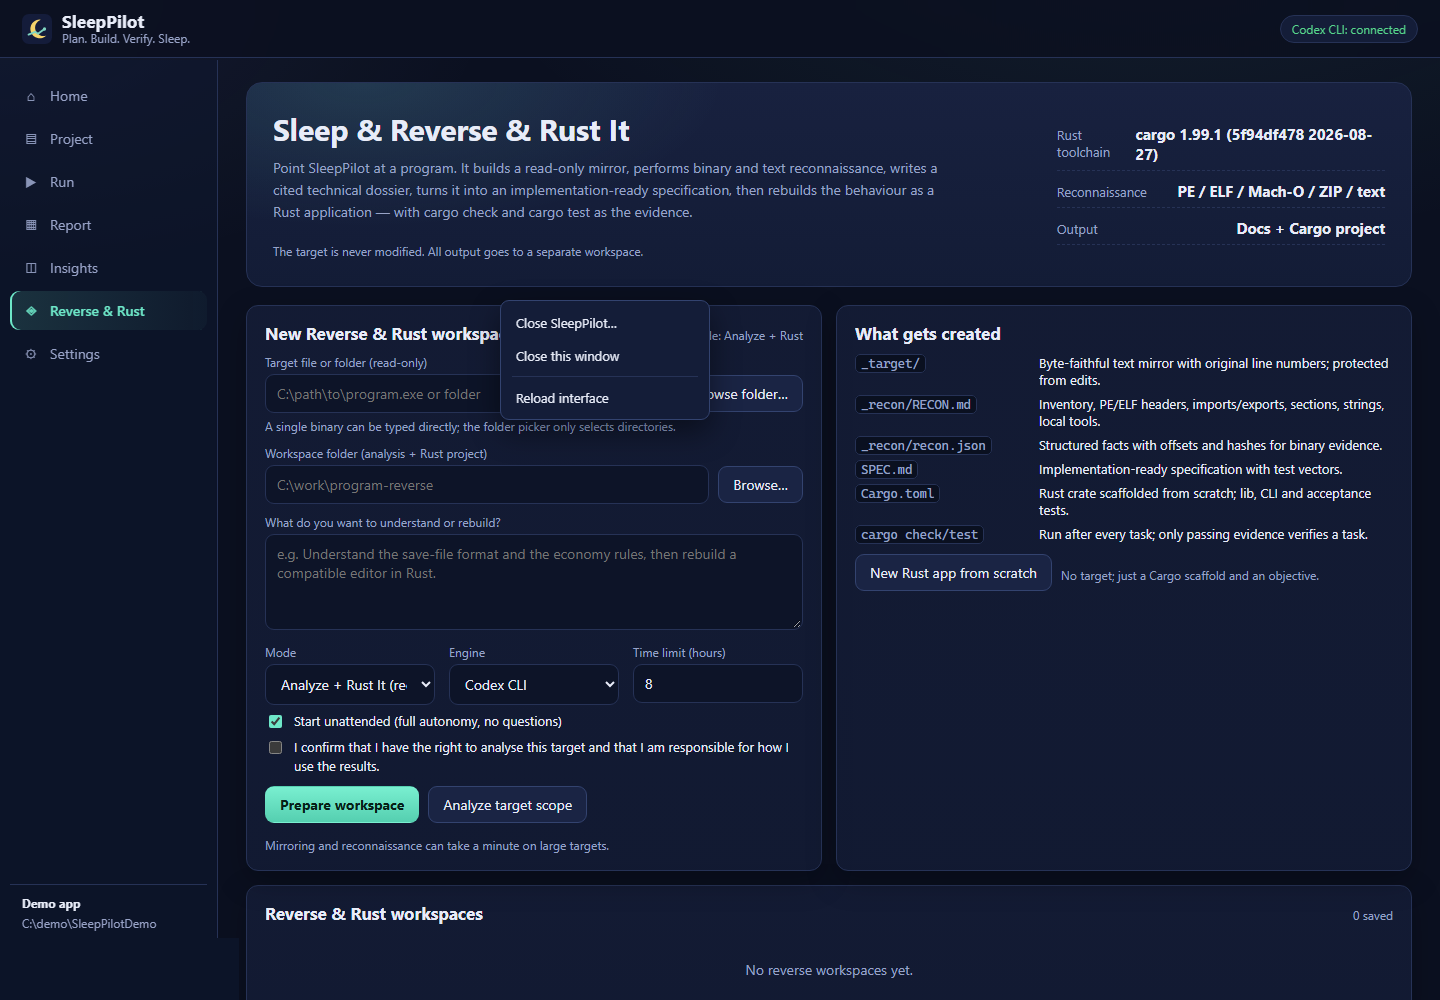 SleepPilot
Plan. Build. Verify. Sleep.
Codex CLI: connected
Home
Project
Run
Report
Insights
Reverse & Rust
Settings
Demo app
C:\demo\SleepPilotDemo
Sleep & Reverse & Rust It
Point SleepPilot at a program. It builds a read-only mirror, performs binary and text reconnaissance, writes a
cited technical dossier, turns it into an implementation-ready specification, then rebuilds the behaviour as a
Rust application — with cargo check and cargo test as the evidence.
The target is never modified. All output goes to a separate workspace.
Rust
toolchain
cargo 1.99.1 (5f94df478 2026-08-
27)
Reconnaissance
PE / ELF / Mach-O / ZIP / text
Output
Docs + Cargo project
New Reverse & Rust
Analyze + Rust
Close SleepPilot...
Close this window
Reload interface
Target file or folder (read-only)
C:\path\to\program.exe or folder
folder...
A single binary can be typed directly; the folder picker only selects directories.
Workspace folder (analysis + Rust project)
C:\work\program-reverse
Browse...
What do you want to understand or rebuild?
e.g. Understand the save-file format and the economy rules, then rebuild a
compatible editor in Rust.
Mode
Engine
Time limit (hours)
Analyze + Rust It (re
Codex CLI
8
Start unattended (full autonomy, no questions)
I confirm that I have the right to analyse this target and that I am responsible for how I
use the results.
Prepare workspace
Analyze target scope
Mirroring and reconnaissance can take a minute on large targets.
What gets created
_target/
Byte-faithful text mirror with original line numbers; protected
from edits.
_recon/RECON.md
Inventory, PE/ELF headers, imports/exports, sections, strings,
local tools.
_recon/recon.json
Structured facts with offsets and hashes for binary evidence.
SPEC.md
Implementation-ready specification with test vectors.
Cargo.toml
Rust crate scaffolded from scratch; lib, CLI and acceptance
tests.
cargo check/test
Run after every task; only passing evidence verifies a task.
New Rust app from scratch
No target; just a Cargo scaffold and an objective.
Reverse & Rust workspaces
0 saved
No reverse workspaces yet.